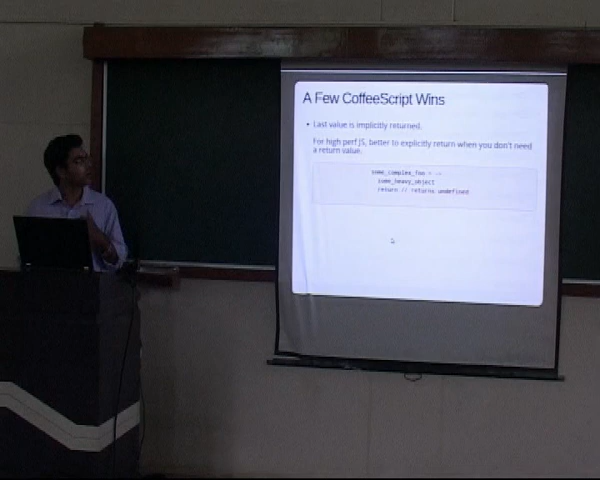 A Few CoffeeScript Wins
• Last value is implicitly returned.
For high perf JS, better to explicitly return when you don't need
a return value.
some_complex_foo = ->
some_heavy_object
return // returns undefined